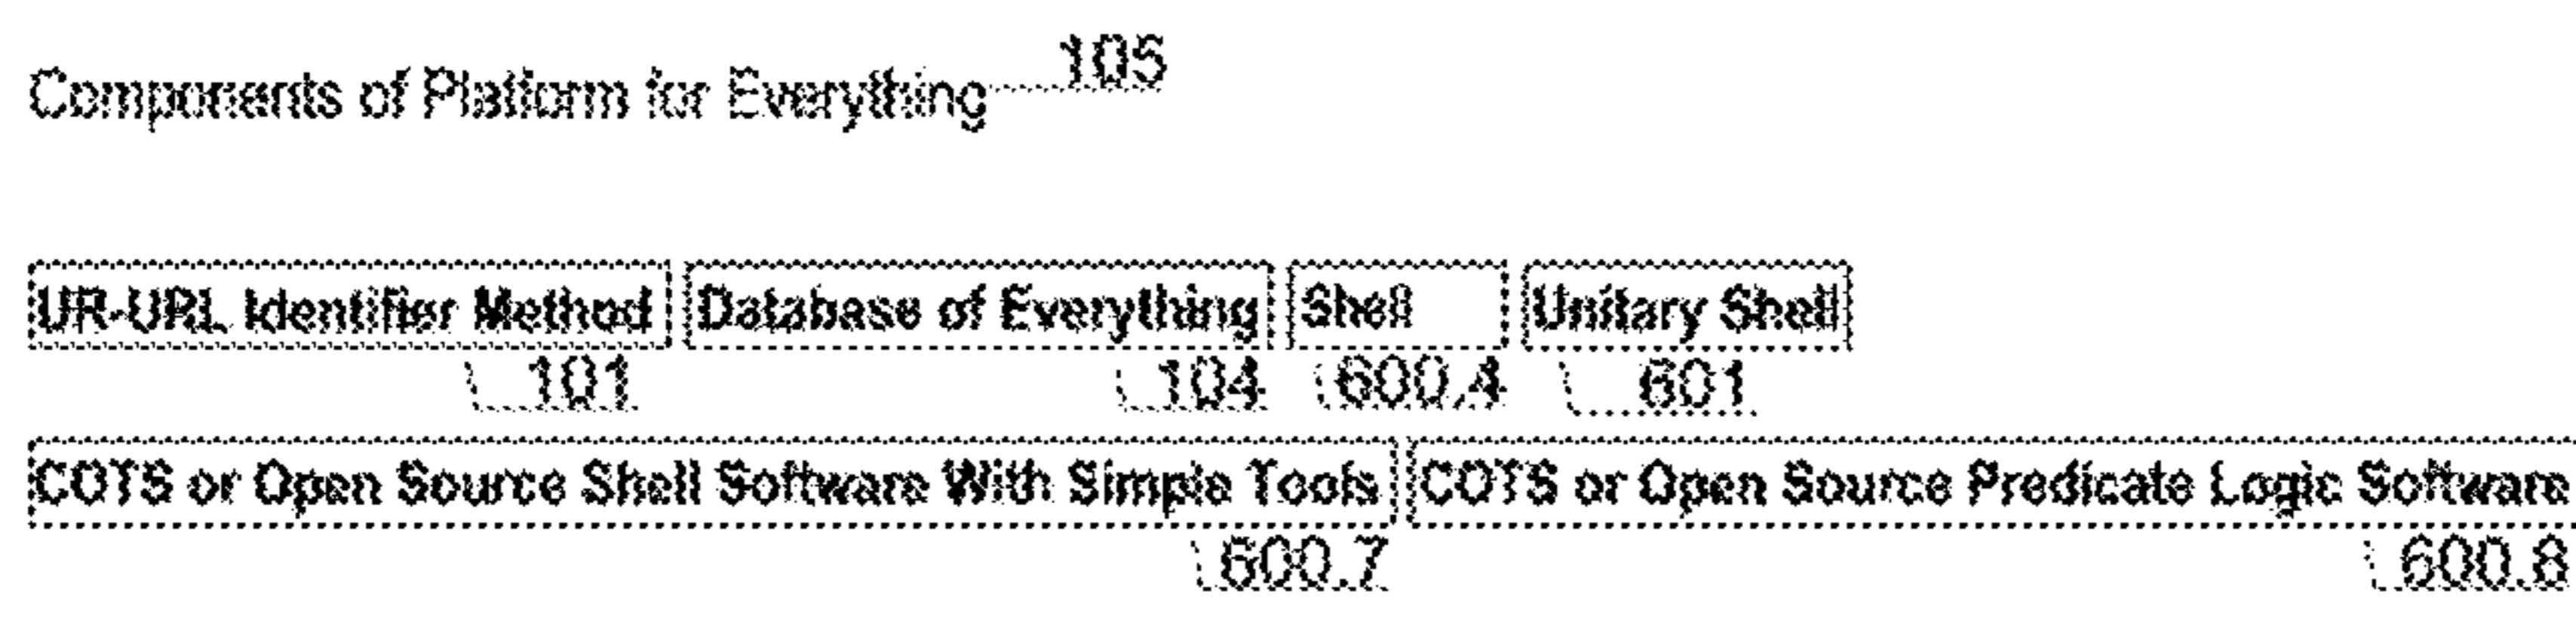 Components of Platform for Everything 105
UR-URL Identifier Method Database of Everything Shell Unitary Shell
101 104 600.4 601
COTS or Open Source Shell Software With Simple Tools COTS or Open Source Predicate Logic Software
600.7 600.8